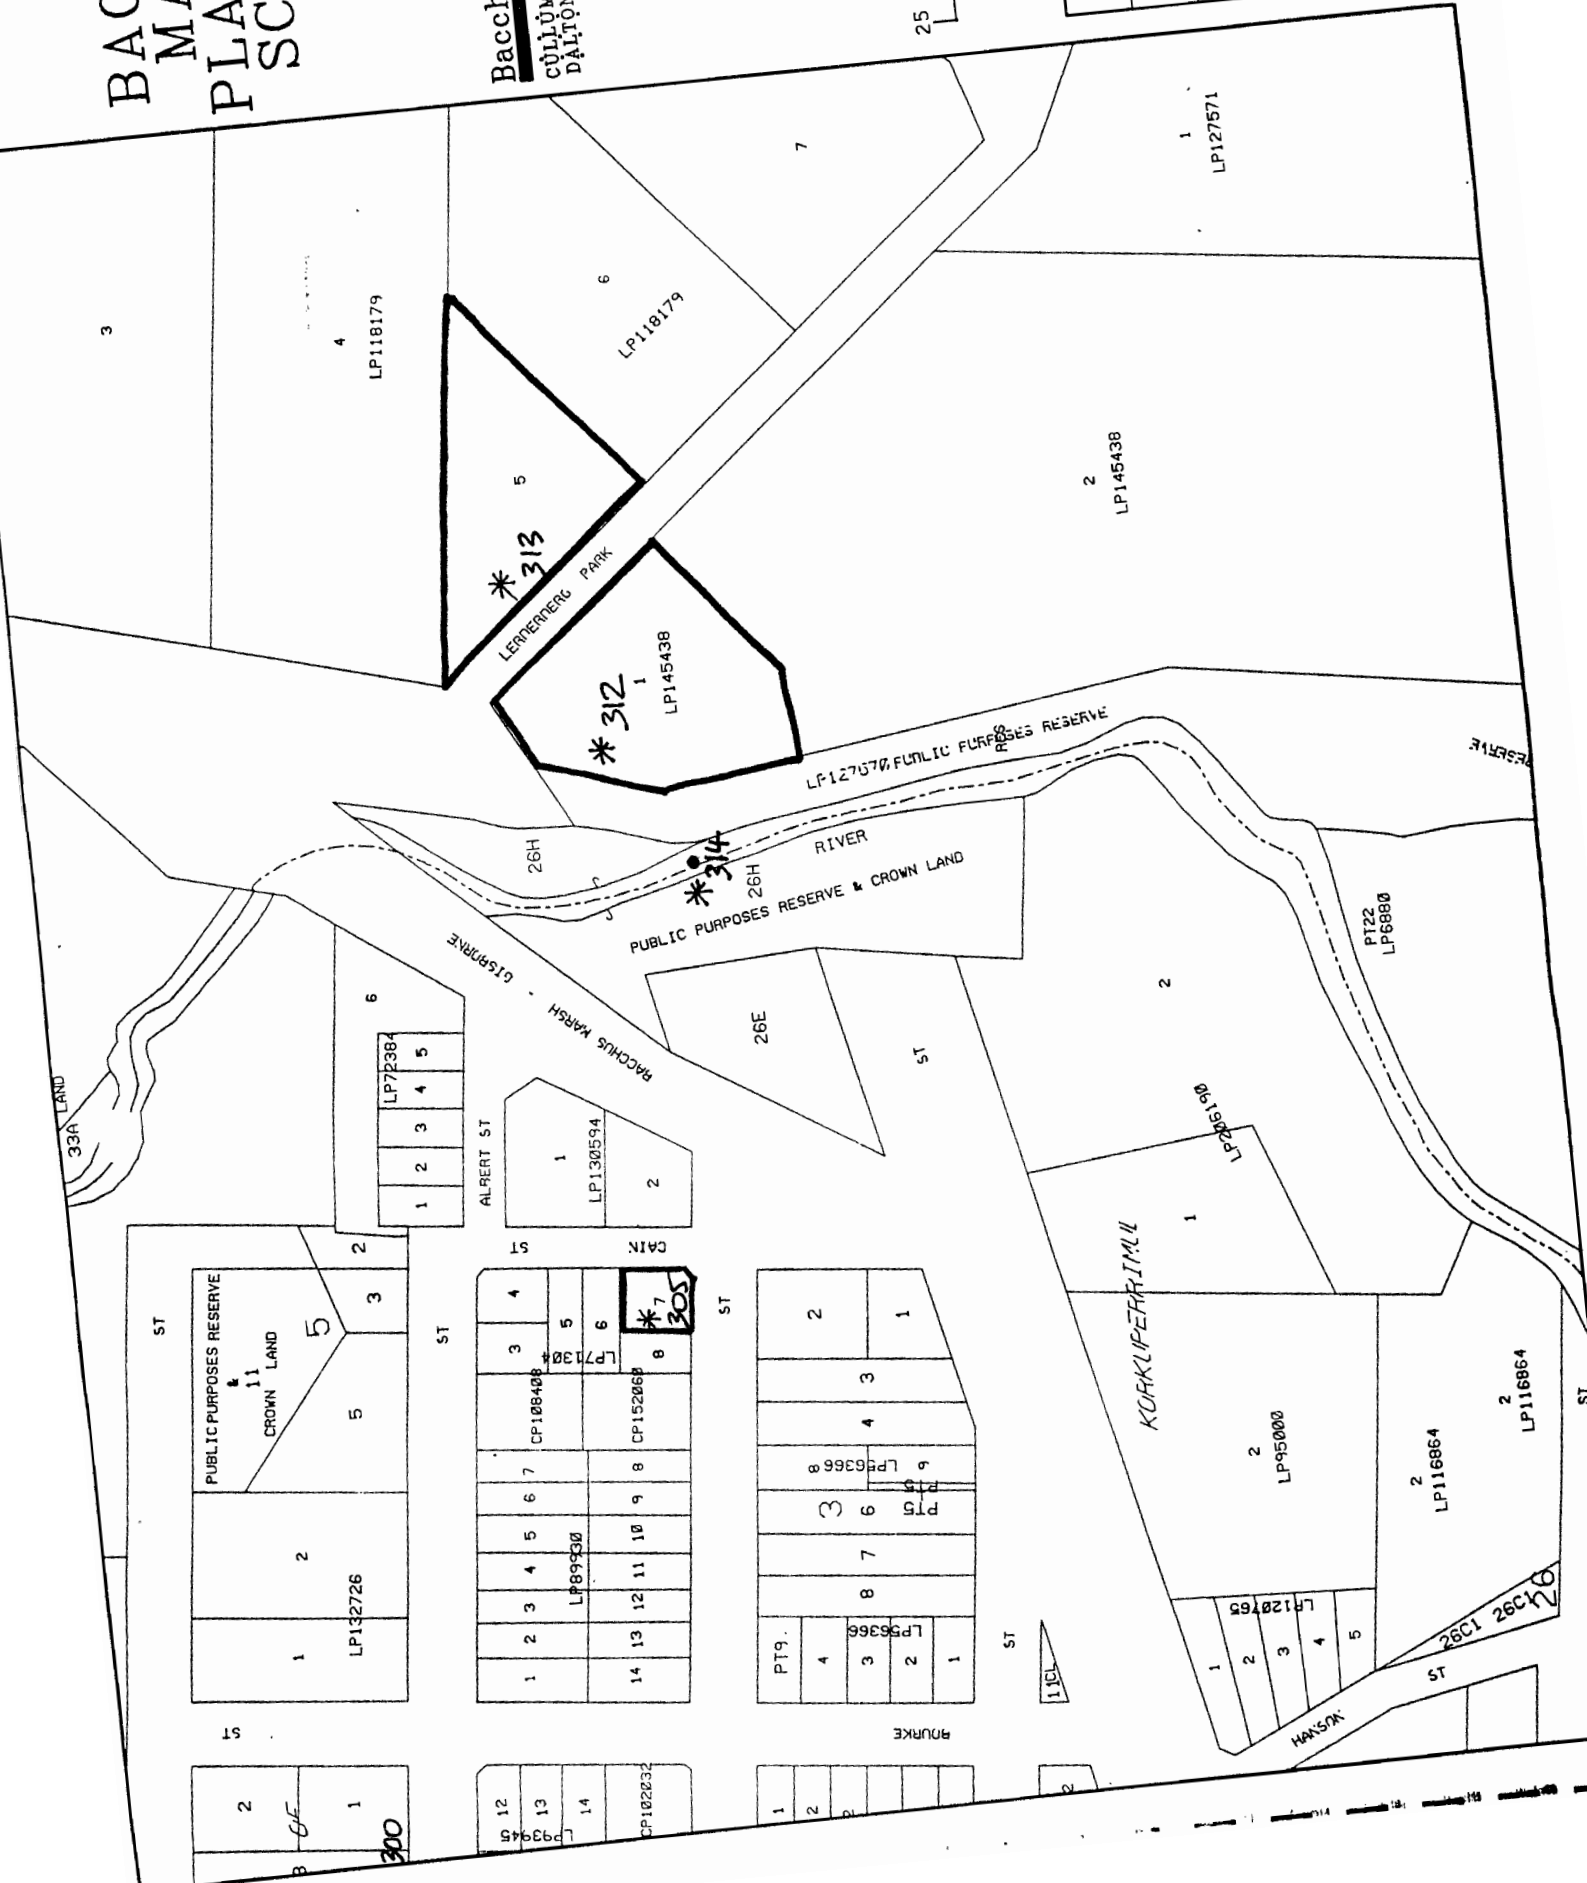 BAC
MA
PLA
SC
Bacch
CULLUM
DALTON
25
3
4
LP118179
6
LP118179
7
1
LP127571
5
* 313
LERDERDERG PARK
* 312
1
LP145438
2
LP145438
LP127570 PUBLIC PURPOSES RESERVE
RES
RESERVE
26H
* 314
26H
RIVER
PUBLIC PURPOSES RESERVE & CROWN LAND
BACCHUS MARSH - GISBORNE
26E
ST
2
PT22
LP6880
LP206190
1
KORKUPERRIMUL
33A
LAND
6
LP72384
1
2
3
4
5
ALBERT ST
1
LP130594
2
CAIN ST
ST
PUBLIC PURPOSES RESERVE
&
11
CROWN LAND
5
2
3
5
2
1
LP132726
ST
4
3
5
6
* 7
305
8
LP71304
CP108408
CP152060
7
6
5
4
3
2
1
8
9
10
11
12
13
14
LP89930
ST
2
1
3
4
8
LP56366
9
PT5
3
6
PT5
7
8
PT9.
4
3
2
1
LP56366
ST
11CL
2
LP95000
2
LP116864
2
LP116864
ST
LP120765
1
2
3
4
5
26C1
26C1
26
HANSON
ST
ST
BOURKE
2
1
300
12
13
14
LP93945
CP102032
1
2
2